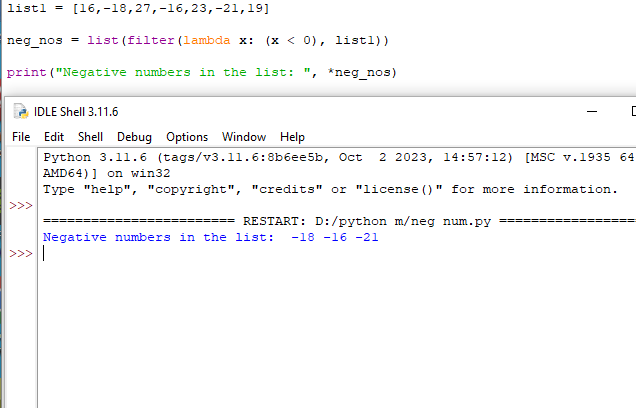 list1 = [16,-18,27,-16,23,-21,19]
neg_nos = list(filter(lambda x: (x < 0), list1))
print("Negative numbers in the list: ", *neg_nos)
IDLE Shell 3.11.6
File Edit Shell Debug Options Window Help
Python 3.11.6 (tags/v3.11.6:8b6ee5b, Oct  2 2023, 14:57:12) [MSC v.1935 64
AMD64)] on win32
Type "help", "copyright", "credits" or "license()" for more information.
>>>
========================= RESTART: D:/python m/neg num.py ==================
Negative numbers in the list:  -18 -16 -21
>>>